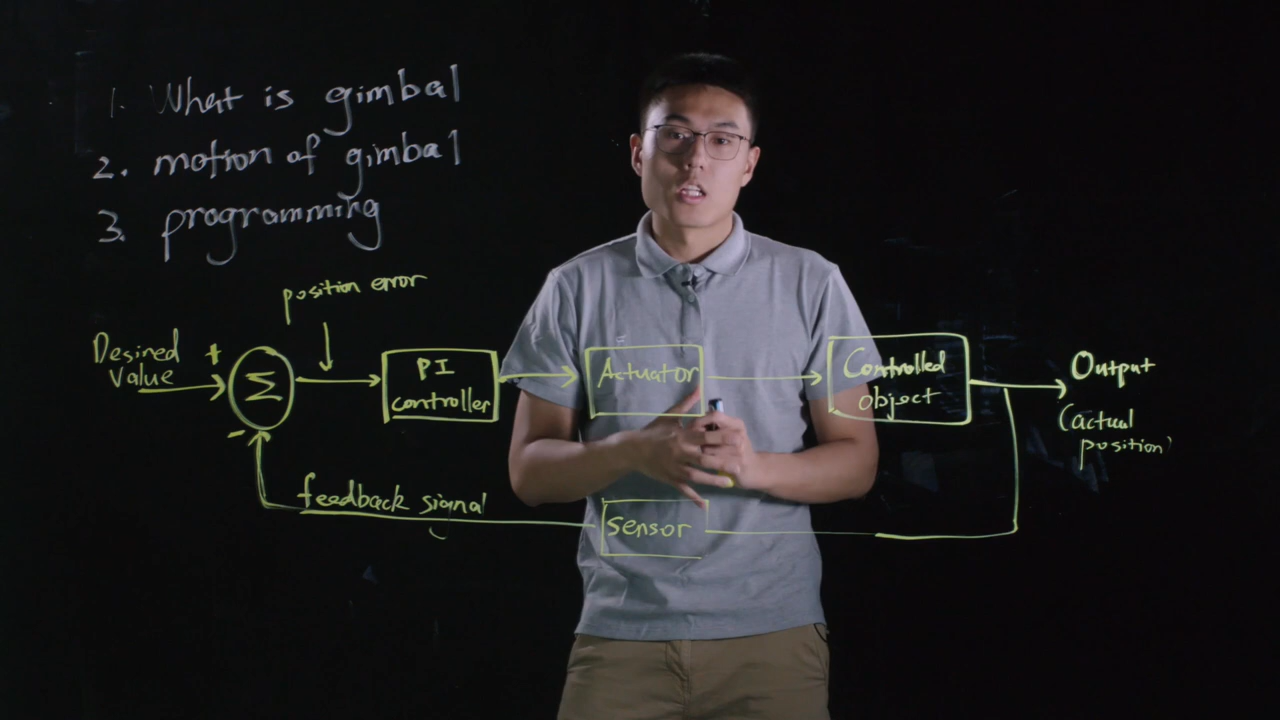 1. What is gimbal
2. motion of gimbal
3. programming
position error
Desired
Value
+
Σ
-
PI
controller
Actuator
Controlled
object
Output
(actual
position)
feedback signal
Sensor